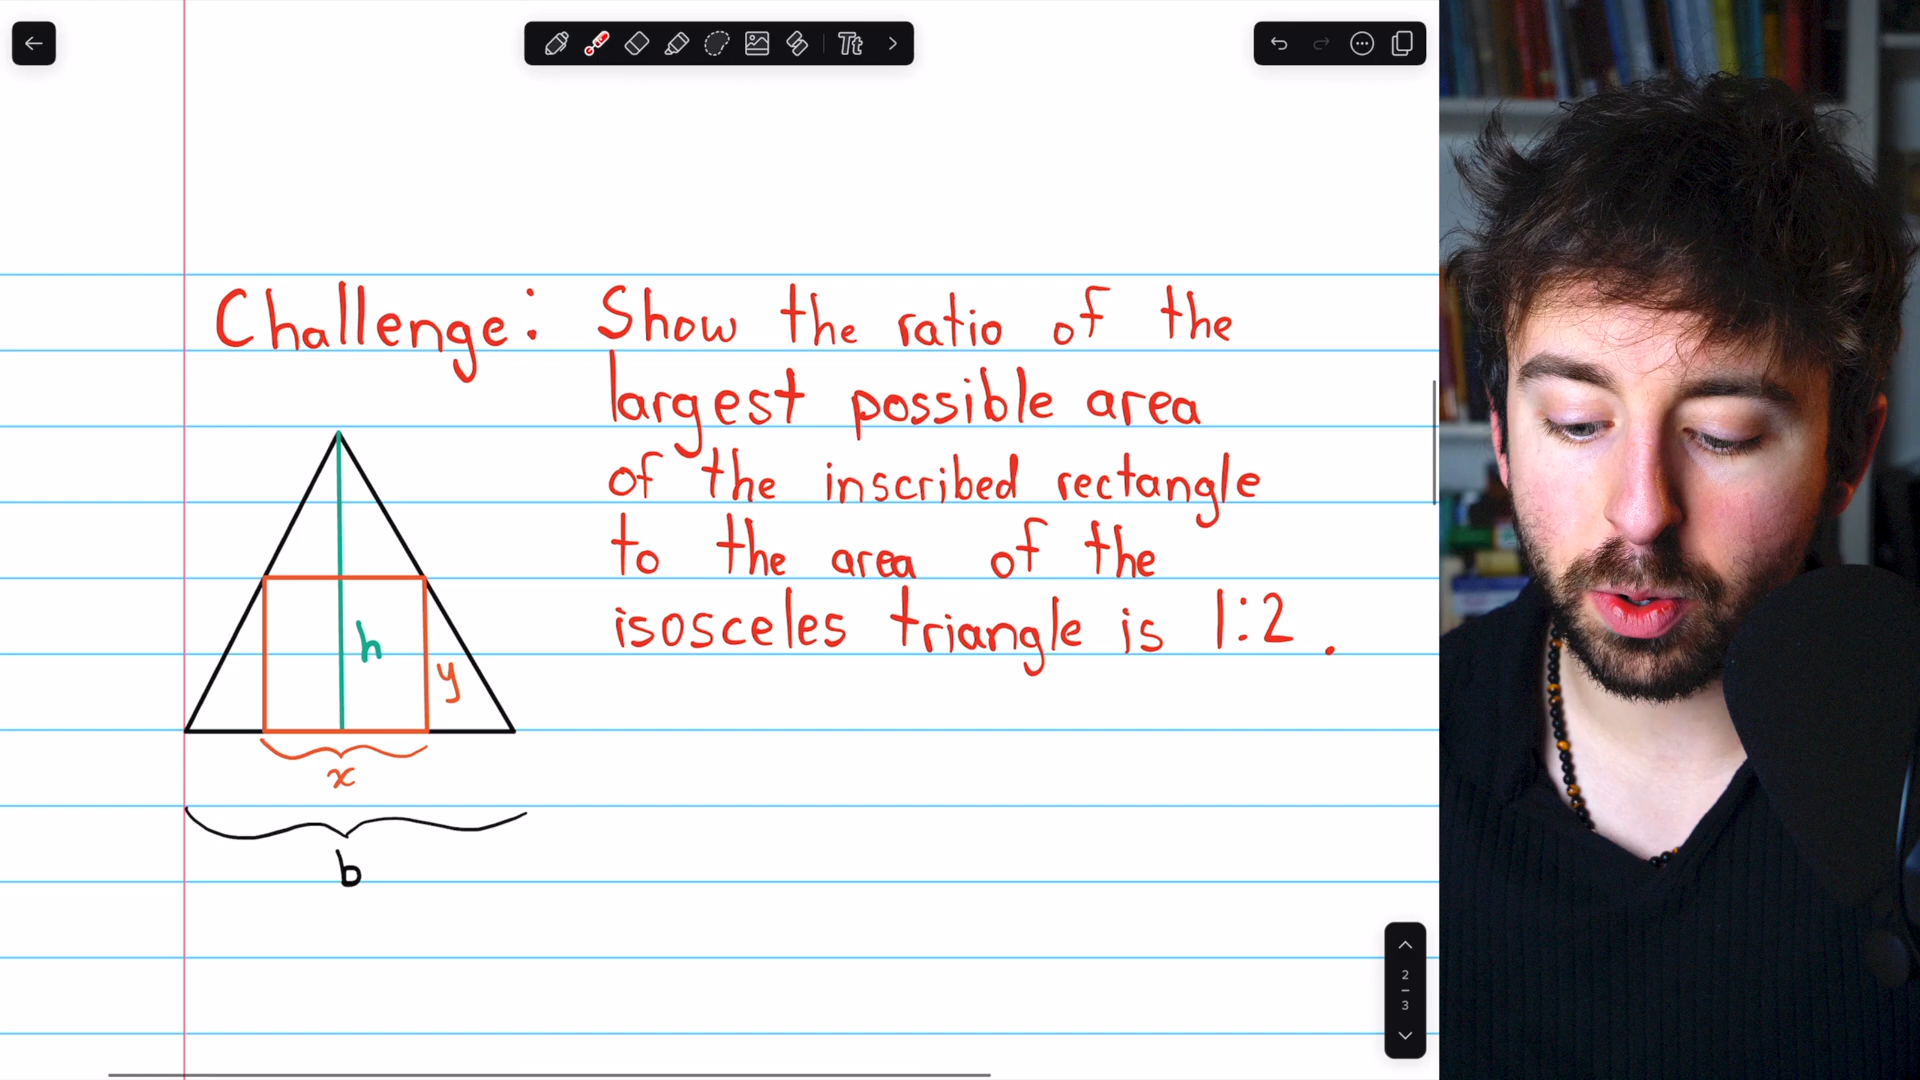 Tt
Challenge: Show the ratio of the
largest possible area
of the inscribed rectangle
to the area of the
isosceles triangle is 1:2.
h
y
x
b
2
3